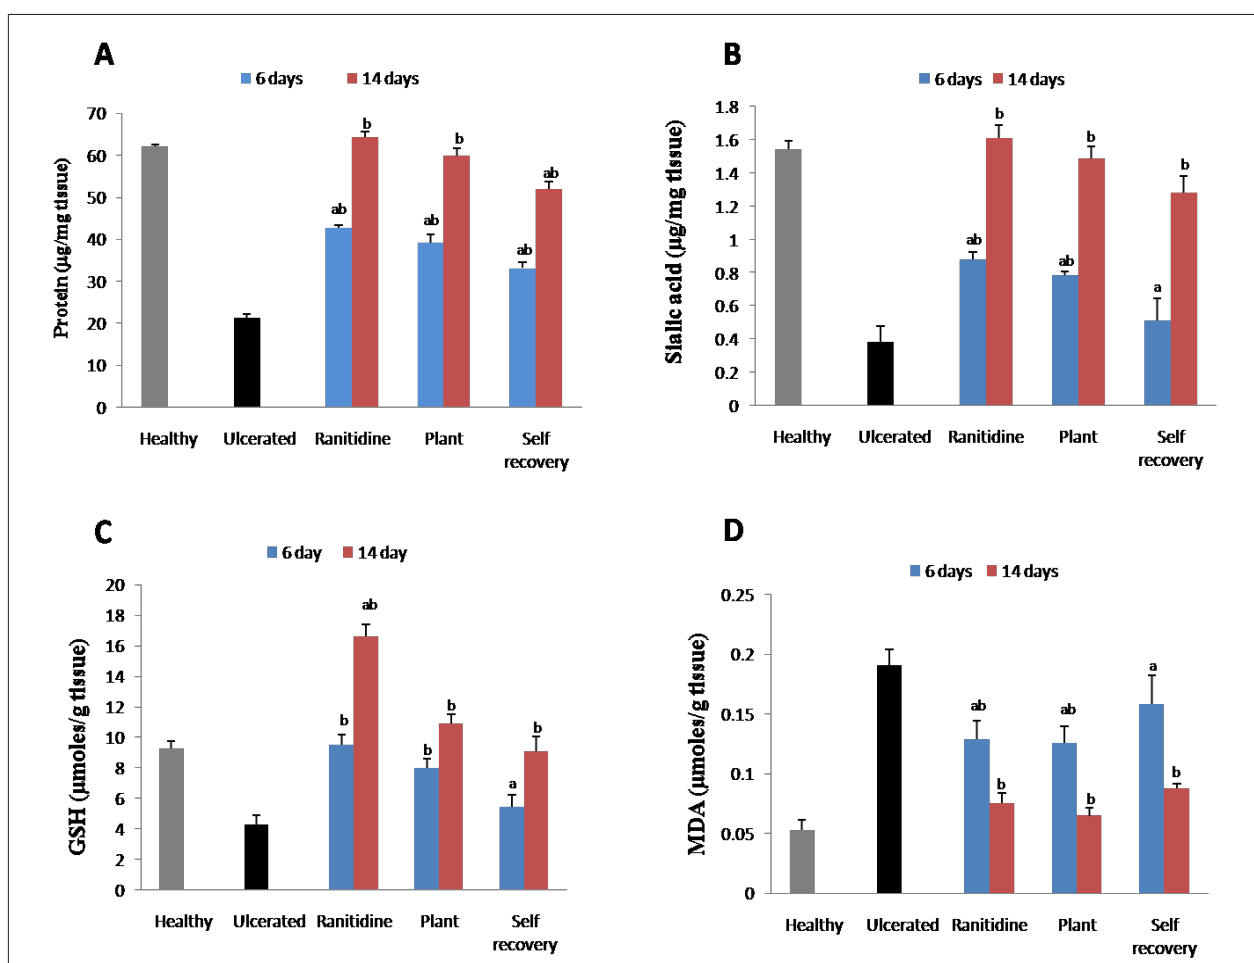 A
6 days 14 days
Protein (µg/mg tissue)
70
60
50
40
30
20
10
0
b
b
ab
ab
ab
ab
Healthy Ulcerated Ranitidine Plant Self
recovery
B
6 days 14 days
Sialic acid (µg/mg tissue)
1.8
1.6
1.4
1.2
1
0.8
0.6
0.4
0.2
0
b
b
b
ab
ab
a
Healthy Ulcerated Ranitidine Plant Self
recovery
C
6 day 14 day
GSH (µmoles/g tissue)
20
18
16
14
12
10
8
6
4
2
0
ab
b
b
b
b
a
Healthy Ulcerated Ranitidine Plant Self
recovery
D
6 days 14 days
MDA (µmoles/g tissue)
0.25
0.2
0.15
0.1
0.05
0
a
ab
ab
b
b
b
Healthy Ulcerated Ranitidine Plant Self
recovery